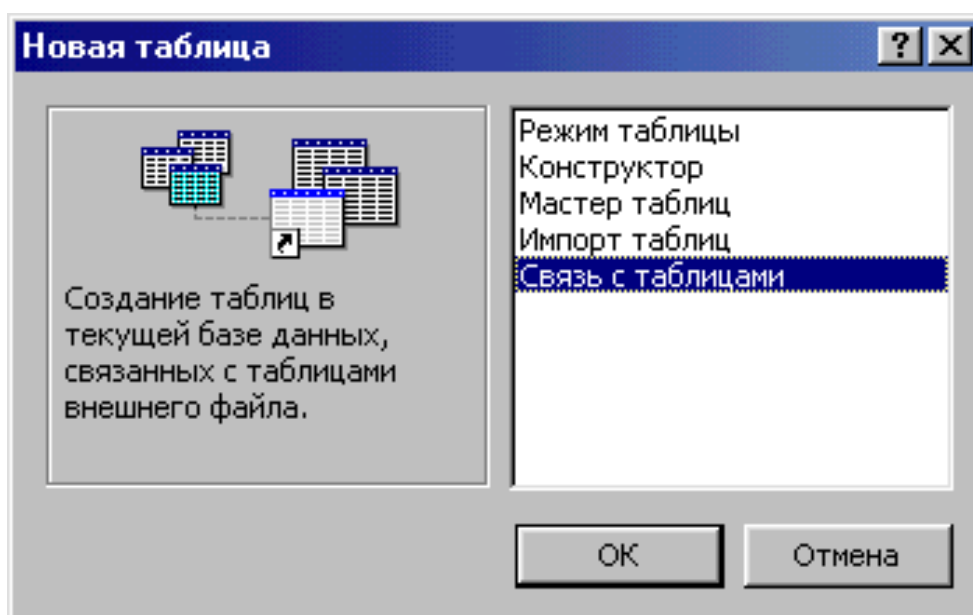 Новая таблица
Создание таблиц в
текущей базе данных,
связанных с таблицами
внешнего файла.
Режим таблицы
Конструктор
Мастер таблиц
Импорт таблиц
Связь с таблицами
ОК
Отмена